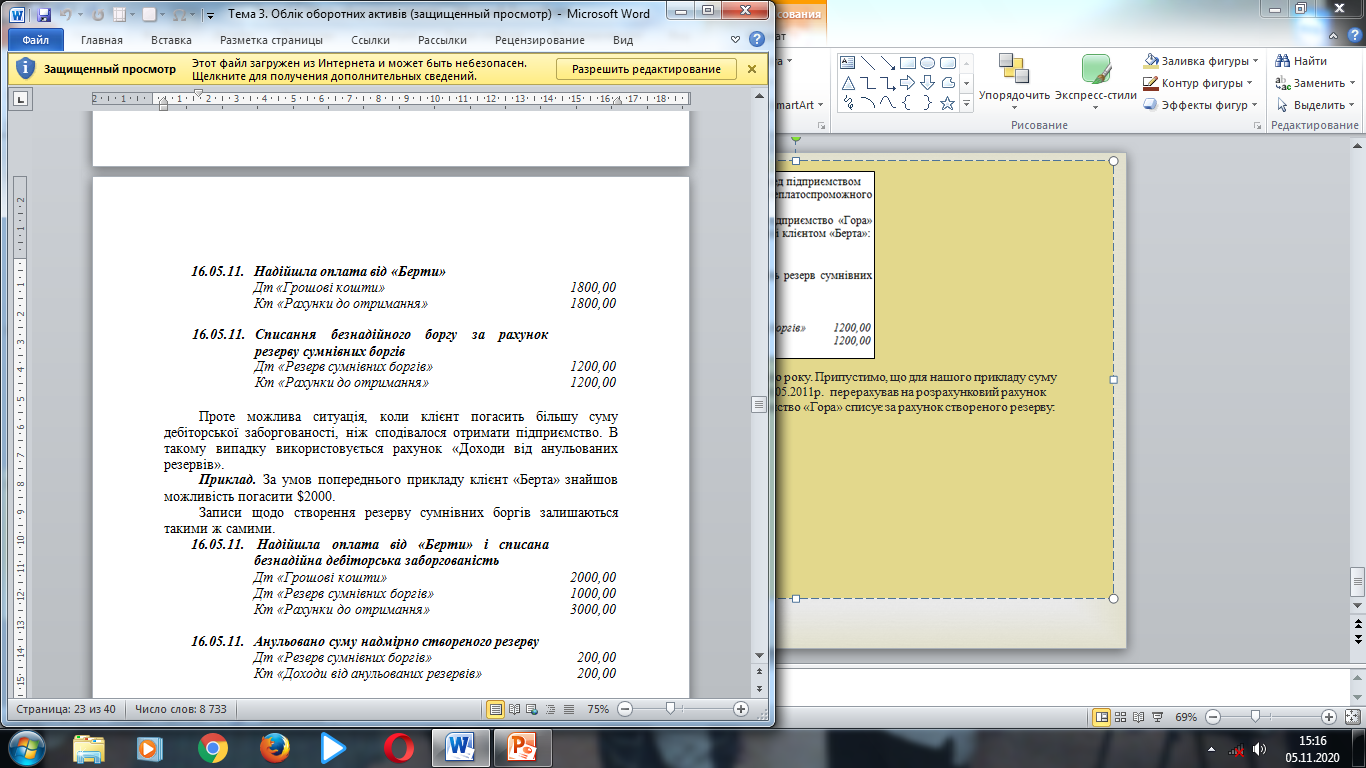 Тема 3. Облік оборотних активів (защищенный просмотр) - Microsoft Word
Файл Главная Вставка Разметка страницы Ссылки Рассылки Рецензирование Вид
Защищенный просмотр Этот файл загружен из Интернета и может быть небезопасен. Щелкните для получения дополнительных сведений. Разрешить редактирование
16.05.11. Надійшла оплата від «Берти»
Дт «Грошові кошти» 1800,00
Кт «Рахунки до отримання» 1800,00
16.05.11. Списання безнадійного боргу за рахунок
резерву сумнівних боргів
Дт «Резерв сумнівних боргів» 1200,00
Кт «Рахунки до отримання» 1200,00
Проте можлива ситуація, коли клієнт погасить більшу суму
дебіторської заборгованості, ніж сподівалося отримати підприємство. В
такому випадку використовується рахунок «Доходи від анульованих
резервів».
Приклад. За умов попереднього прикладу клієнт «Берта» знайшов
можливість погасити $2000.
Записи щодо створення резерву сумнівних боргів залишаються
такими ж самими.
16.05.11. Надійшла оплата від «Берти» і списана
безнадійна дебіторська заборгованість
Дт «Грошові кошти» 2000,00
Дт «Резерв сумнівних боргів» 1000,00
Кт «Рахунки до отримання» 3000,00
16.05.11. Анульовано суму надмірно створеного резерву
Дт «Резерв сумнівних боргів» 200,00
Кт «Доходи від анульованих резервів» 200,00
Страница: 23 из 40 Число слов: 8 733 75%
сования
ат
martArt
Упорядочить
Экспресс-стили
Заливка фигуры
Контур фигуры
Эффекты фигур
Рисование
Найти
Заменить
Выделить
Редактирование
ед підприємством
еплатоспроможного
дприємство «Гора»
і клієнтом «Берта»:
ь резерв сумнівних
оргів» 1200,00
1200,00
о року. Припустимо, що для нашого прикладу суму
05.2011р. перерахував на розрахунковий рахунок
ство «Гора» списує за рахунок створеного резерву:
69%
15:16
05.11.2020